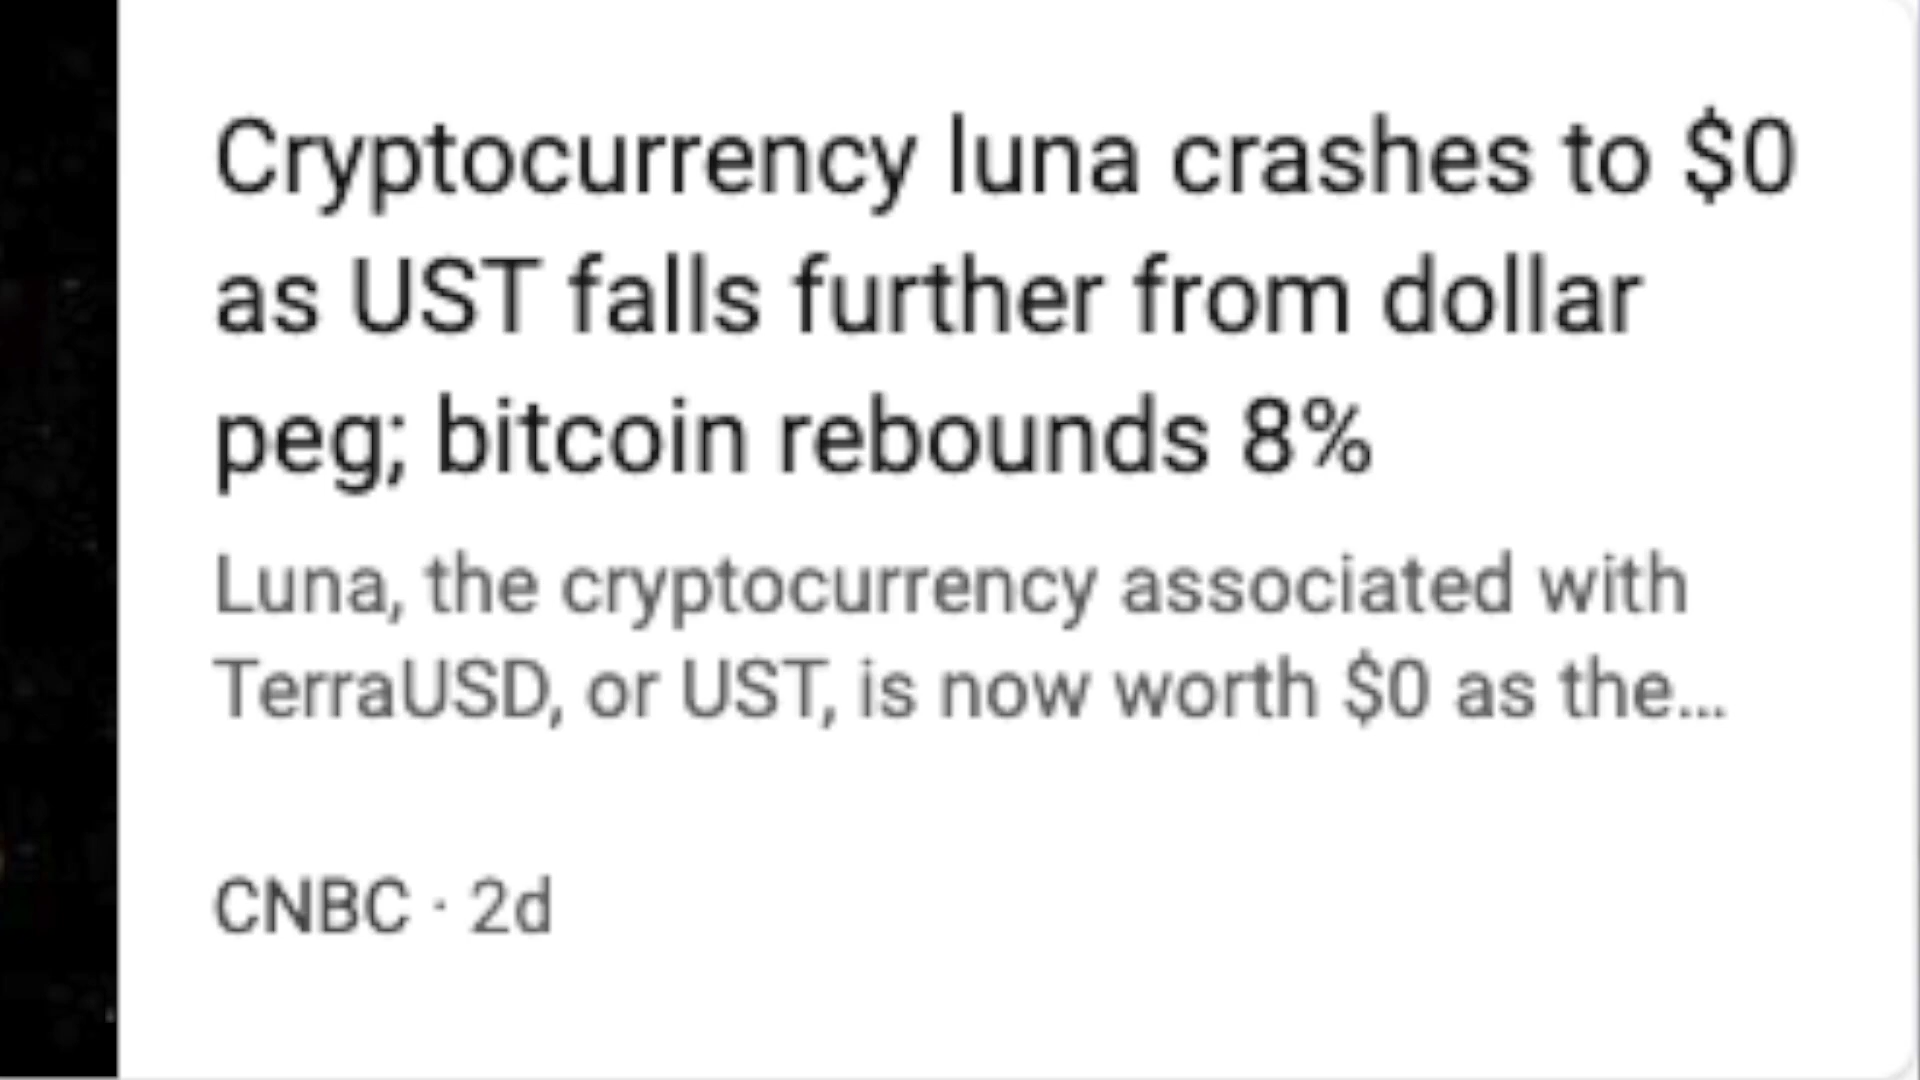 Cryptocurrency luna crashes to $0
as UST falls further from dollar
peg; bitcoin rebounds 8%
Luna, the cryptocurrency associated with
TerraUSD, or UST, is now worth $0 as the...
CNBC · 2d